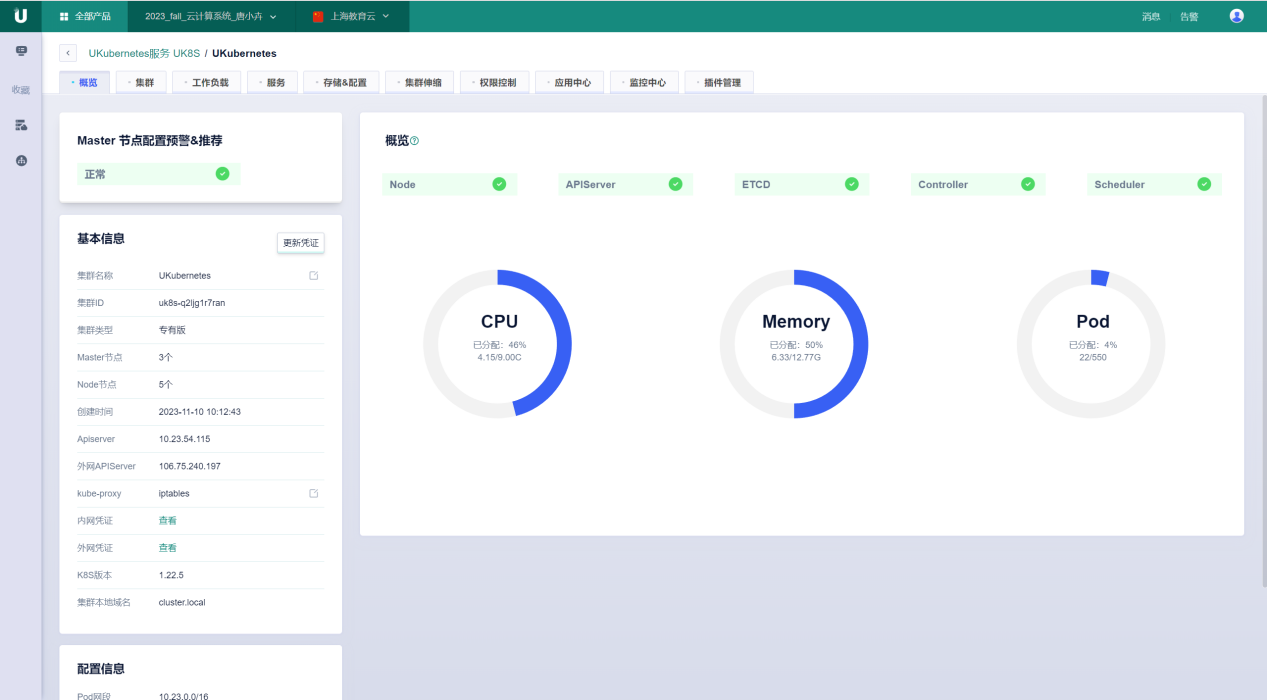 全部产品 2023_fall_云计算系统_唐小卉 上海教育云 消息 告警
收藏
UKubernetes服务 UK8S / UKubernetes
概览 集群 工作负载 服务 存储&配置 集群伸缩 权限控制 应用中心 监控中心 插件管理
Master 节点配置预警&推荐
正常
基本信息
更新凭证
集群名称 UKubernetes
集群ID uk8s-q2ljg1r7ran
集群类型 专有版
Master节点 3个
Node节点 5个
创建时间 2023-11-10 10:12:43
Apiserver 10.23.54.115
外网APIServer 106.75.240.197
kube-proxy iptables
内网凭证 查看
外网凭证 查看
K8S版本 1.22.5
集群本地域名 cluster.local
配置信息
Pod网段 10.23.0.0/16
概览
Node APIServer ETCD Controller Scheduler
CPU
已分配：46%
4.15/9.00C
Memory
已分配：50%
6.33/12.77G
Pod
已分配：4%
22/550